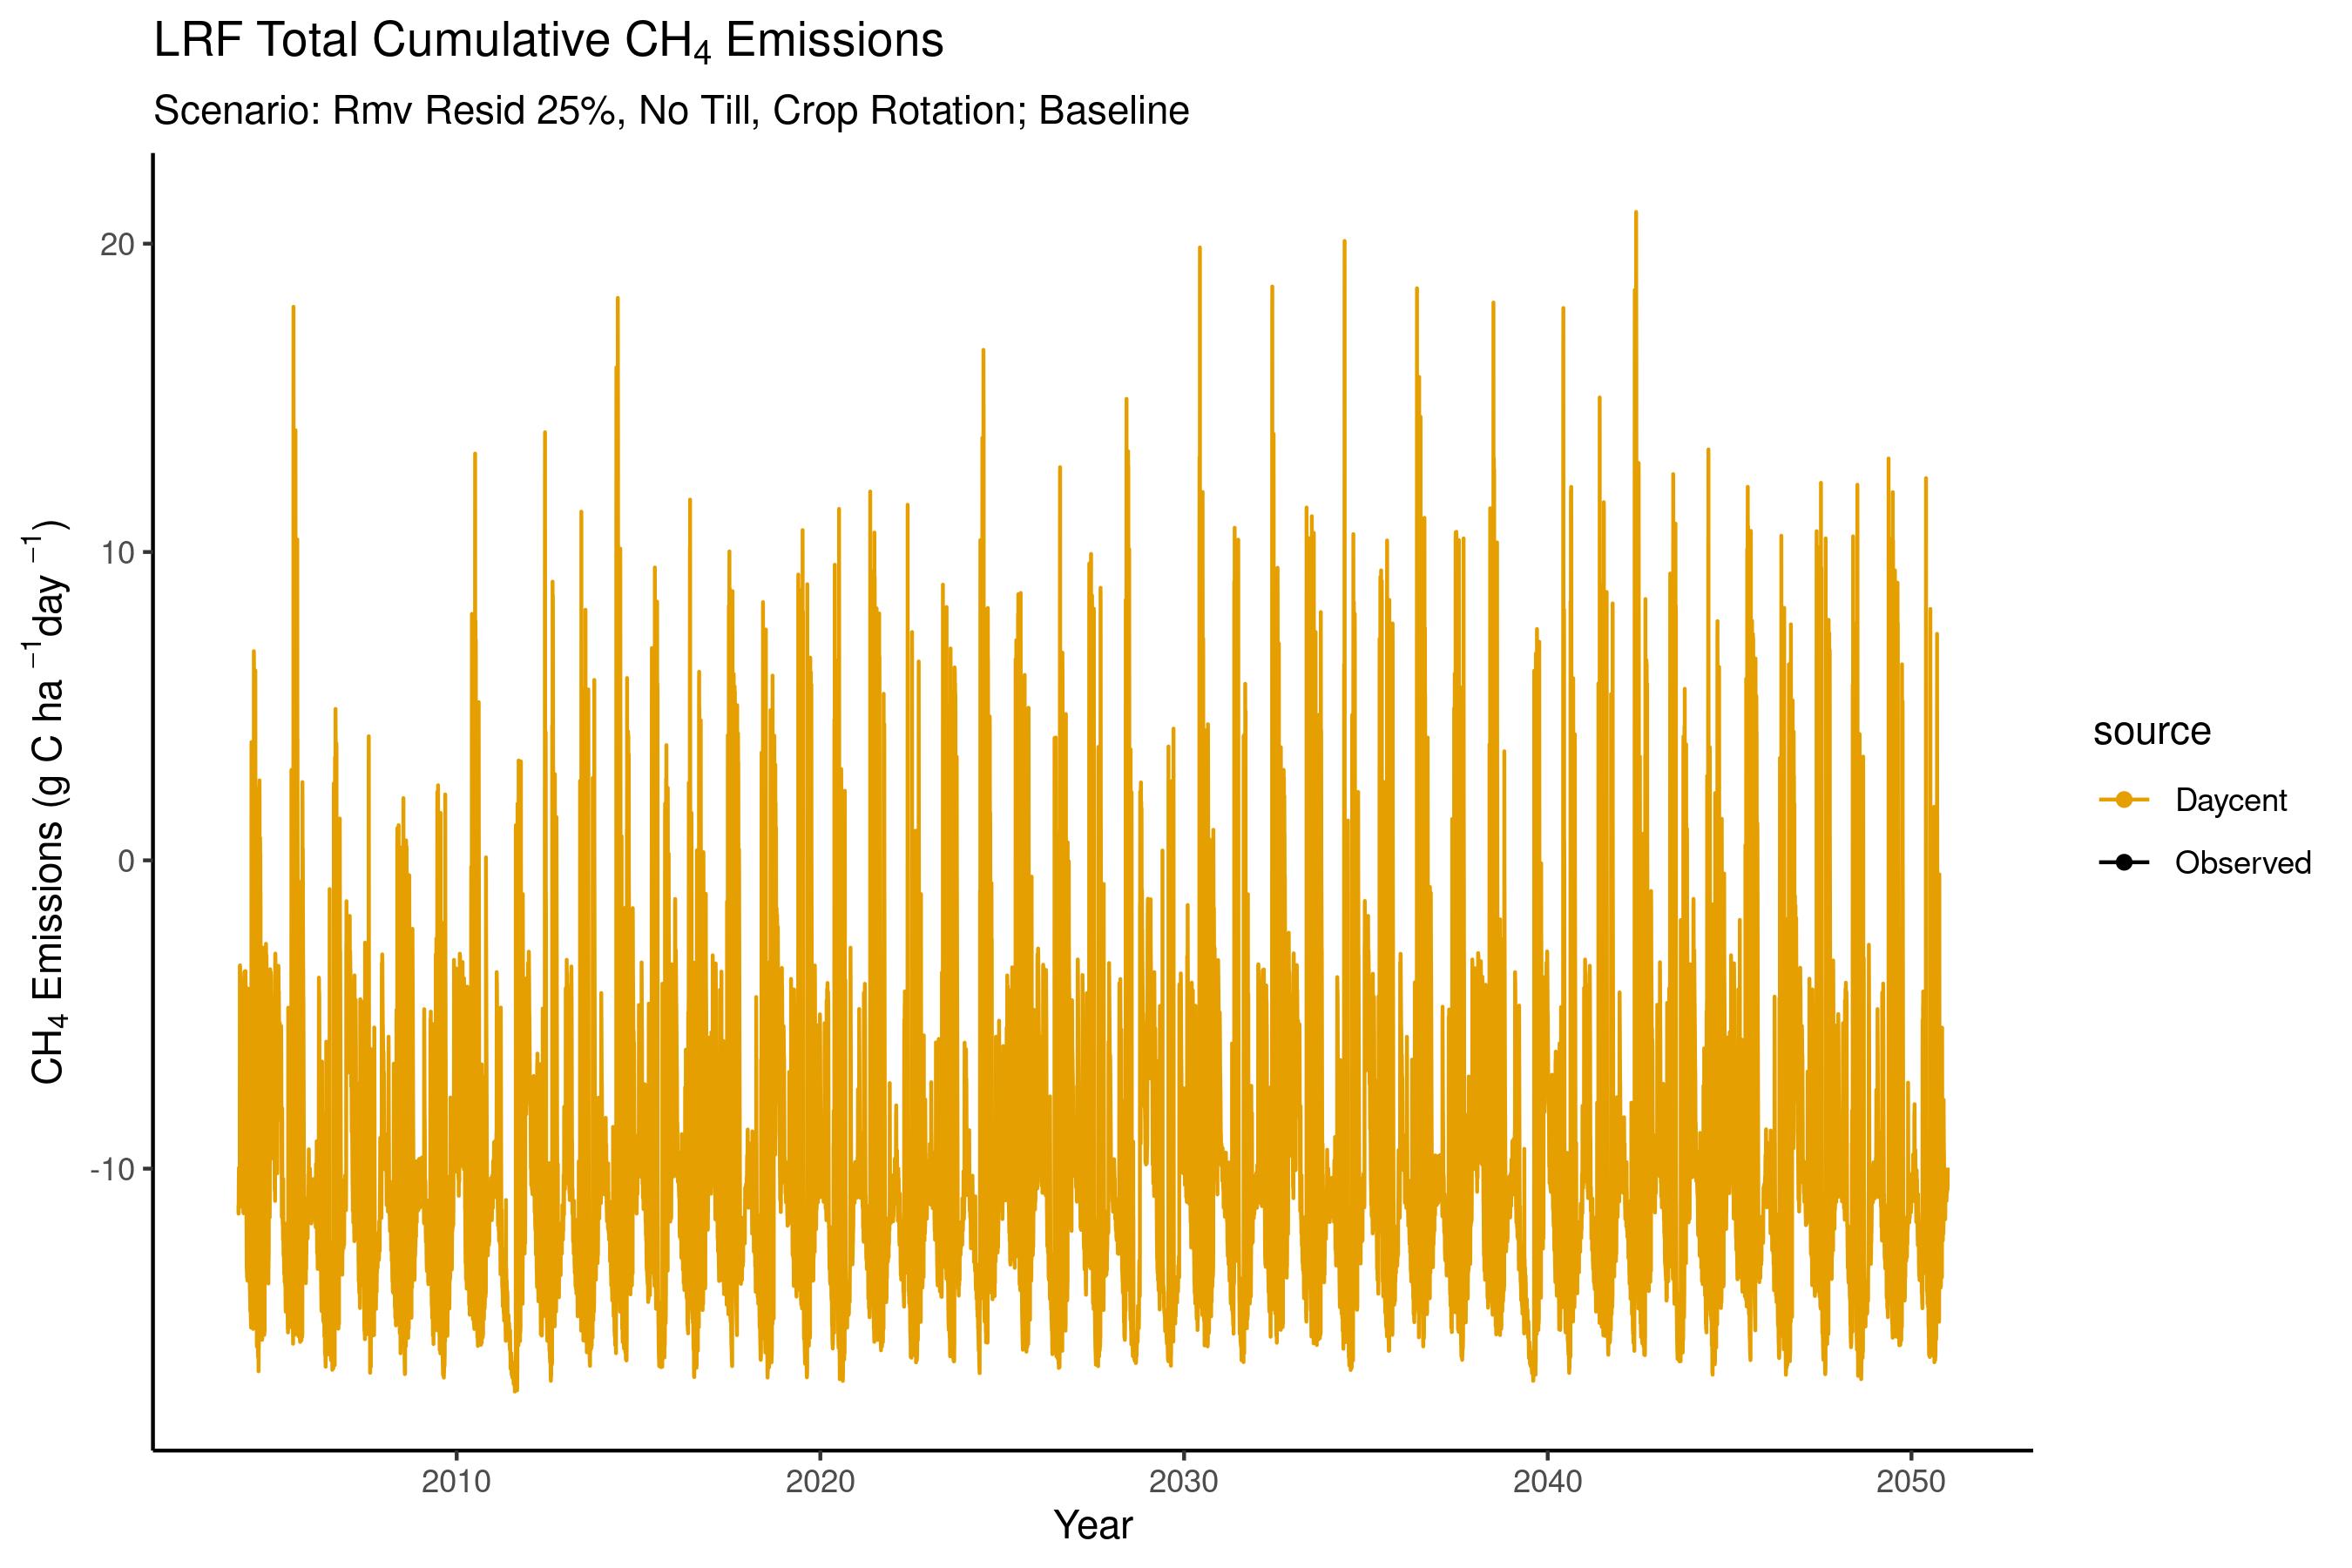 LRF Total Cumulative CH₄ Emissions
Scenario: Rmv Resid 25%, No Till, Crop Rotation; Baseline
CH₄ Emissions (g C ha ⁻¹day ⁻¹)
20
10
0
-10
2010 2020 2030 2040 2050
Year
source
Daycent
Observed